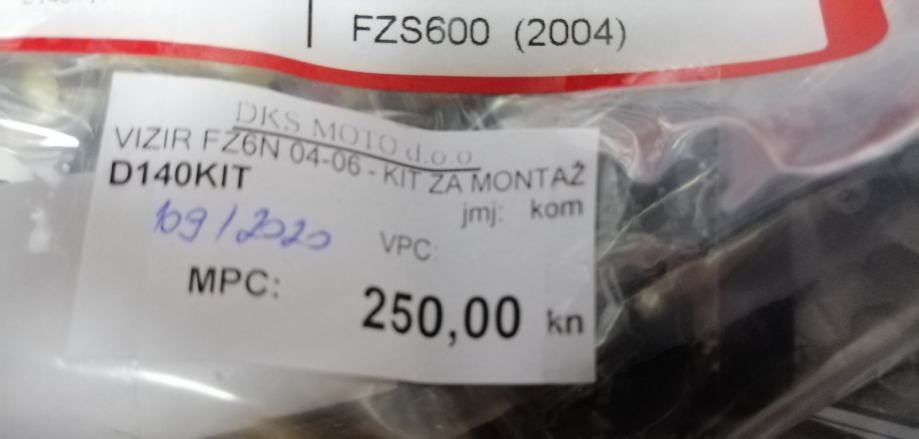 FZS600 (2004)
DKS MOTO d.o.o
VIZIR FZ6N 04-06 - KIT ZA MONTAŽ
D140KIT
jmj: kom
109/2020
VPC:
MPC: 250,00 kn